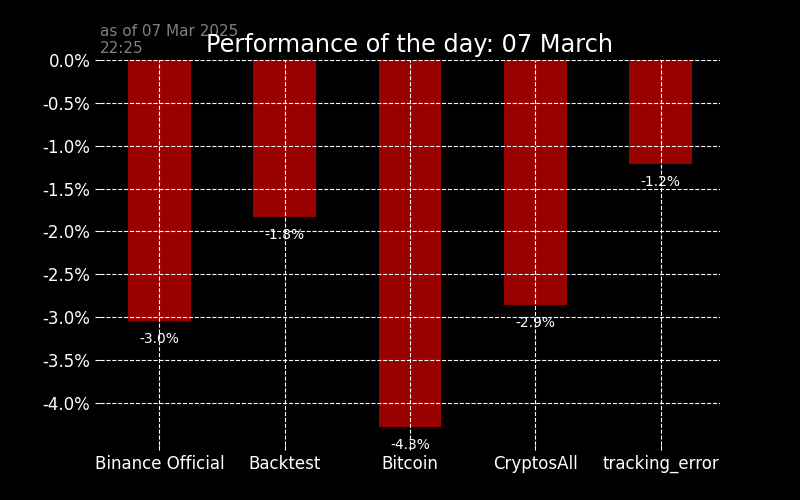 as of 07 Mar 2025
22:25
Performance of the day: 07 March
0.0%
-0.5%
-1.0%
-1.5%
-2.0%
-2.5%
-3.0%
-3.5%
-4.0%
-3.0%
-1.8%
-4.3%
-2.9%
-1.2%
Binance Official
Backtest
Bitcoin
CryptosAll
tracking_error